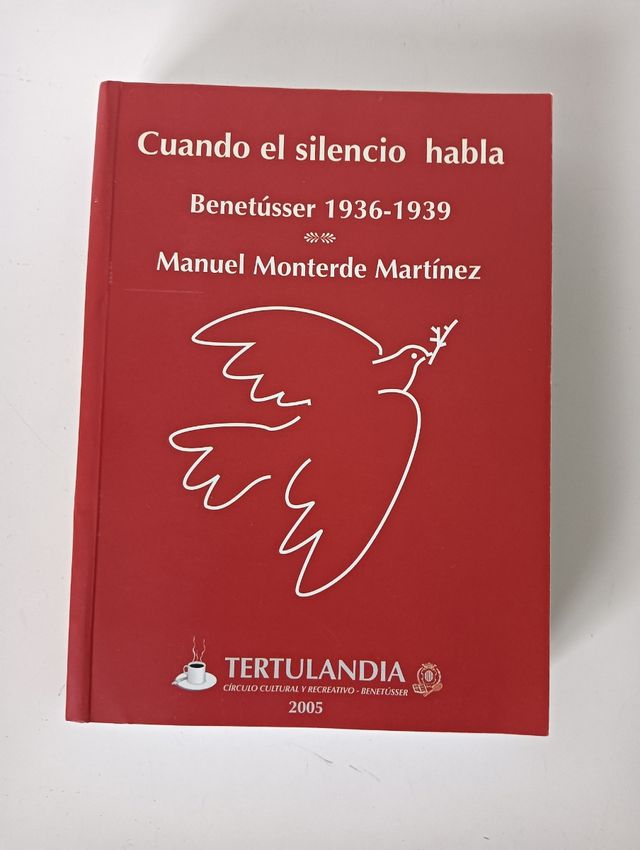 Cuando el silencio habla
Benetússer 1936-1939
Manuel Monterde Martínez
TERTULANDIA
CÍRCULO CULTURAL Y RECREATIVO - BENETÚSSER
2005